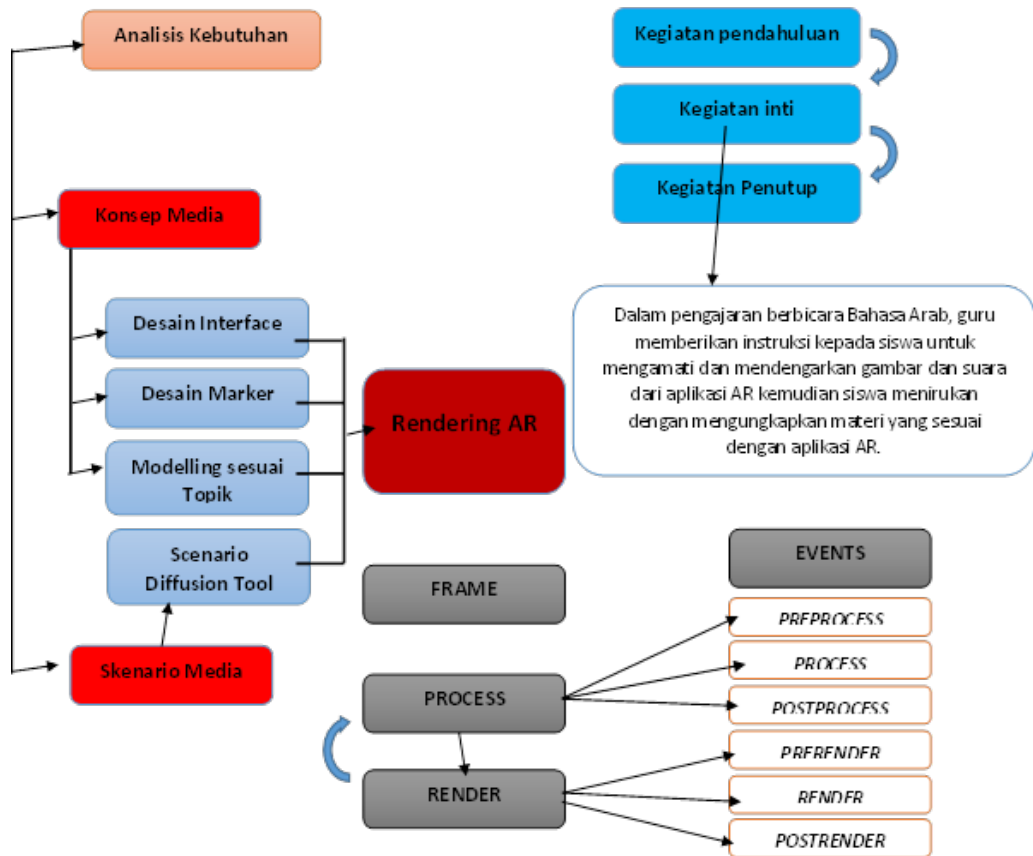 Analisis Kebutuhan
Konsep Media
Desain Interface
Desain Marker
Modelling sesuai
Topik
Scenario
Diffusion Tool
Skenario Media
Rendering AR
Kegiatan pendahuluan
Kegiatan inti
Kegiatan Penutup
Dalam pengajaran berbicara Bahasa Arab, guru
memberikan instruksi kepada siswa untuk
mengamati dan mendengarkan gambar dan suara
dari aplikasi AR kemudian siswa menirukan
dengan mengungkapkan materi yang sesuai
dengan aplikasi AR.
FRAME
PROCESS
RENDER
EVENTS
PREPROCESS
PROCESS
POSTPROCESS
PRERENDER
RENDER
POSTRENDER